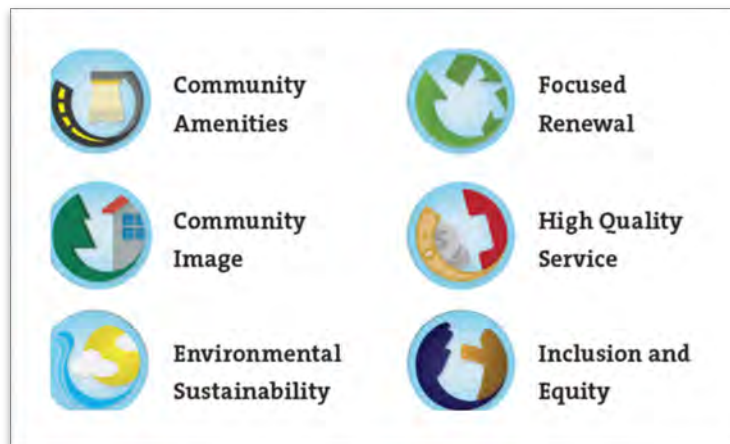 Community
Amenities
Focused
Renewal
Community
Image
High Quality
Service
Environmental
Sustainability
Inclusion and
Equity